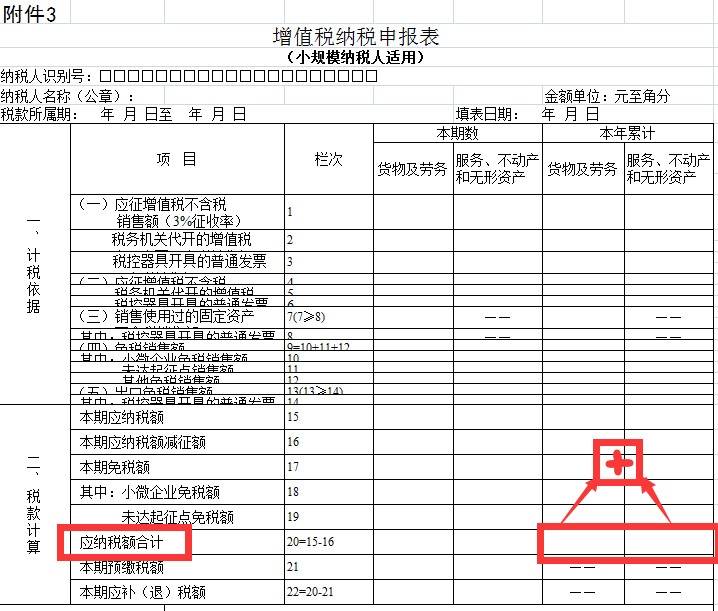 附件3
增值税纳税申报表
（小规模纳税人适用）
纳税人识别号：□□□□□□□□□□□□□□□□□□□□
纳税人名称（公章）： 金额单位：元至角分
税款所属期： 年 月 日至 年 月 日 填表日期： 年 月 日
项 目 栏次 本期数 本年累计
货物及劳务 服务、不动产和无形资产 货物及劳务 服务、不动产和无形资产
一、计税依据
（一）应征增值税不含税
销售额（3%征收率） 1
税务机关代开的增值税 2
税控器具开具的普通发票 3
（二）应征增值税不含税 4
税务机关代开的增值税 5
税控器具开具的普通发票 6
（三）销售使用过的固定资产 7(7≥8) —— ——
其中：税控器具开具的普通发票 8 —— ——
（四）免税销售额 9=10+11+12
其中：小微企业免税销售额 10
未达起征点销售额 11
其他免税销售额 12
（五）出口免税销售额 13(13≥14)
其中：税控器具开具的普通发票 14
二、税款计算
本期应纳税额 15
本期应纳税额减征额 16
本期免税额 17
+
其中：小微企业免税额 18
未达起征点免税额 19
应纳税额合计 20=15-16
本期预缴税额 21 —— ——
本期应补（退）税额 22=20-21 —— ——